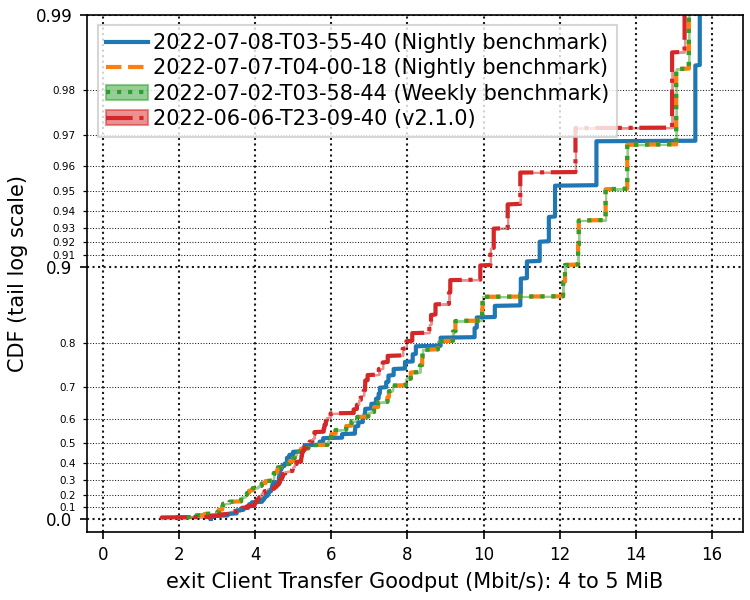 0.99
2022-07-08-T03-55-40 (Nightly benchmark)
2022-07-07-T04-00-18 (Nightly benchmark)
2022-07-02-T03-58-44 (Weekly benchmark)
2022-06-06-T23-09-40 (v2.1.0)
0.98
0.97
0.96
0.95
0.94
0.93
0.92
0.91
0.9
0.8
0.7
0.6
0.5
0.4
0.3
0.2
0.1
0.0
CDF (tail log scale)
0 2 4 6 8 10 12 14 16
exit Client Transfer Goodput (Mbit/s): 4 to 5 MiB